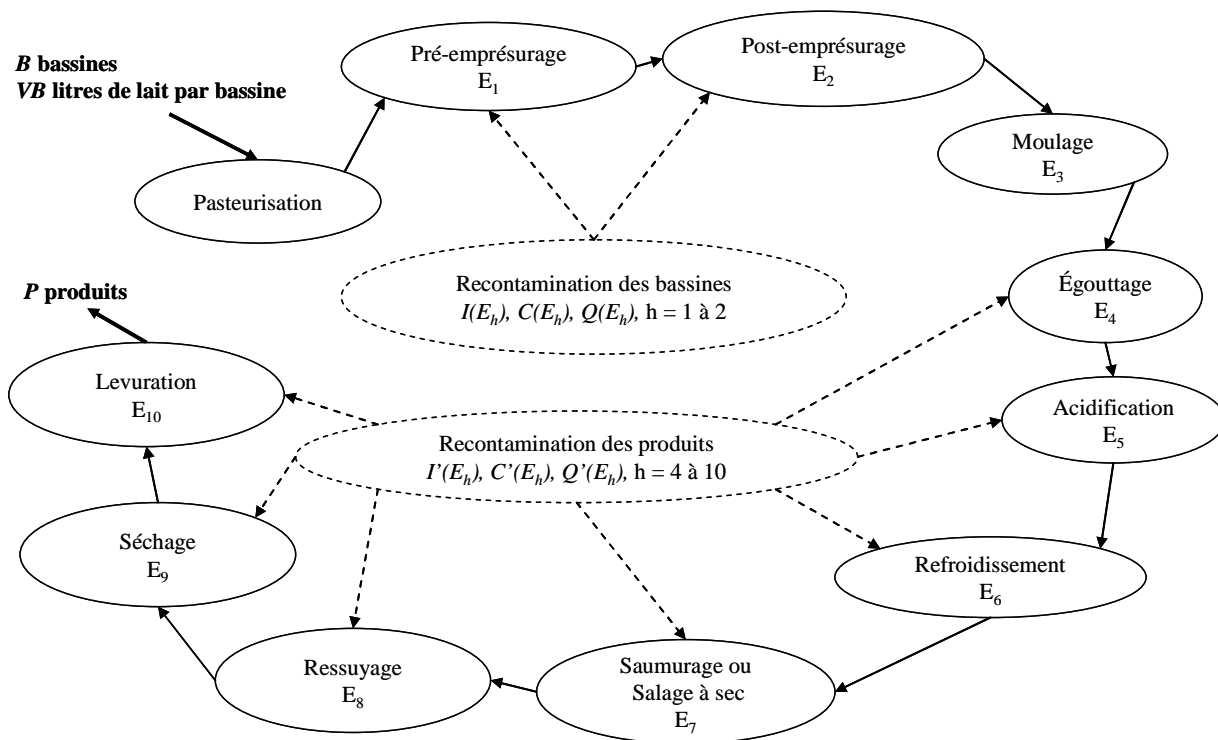 B bassines
VB litres de lait par bassine
Pasteurisation
Pré-emprésurage
E1
Post-emprésurage
E2
Moulage
E3
Égouttage
E4
Acidification
E5
Refroidissement
E6
Saumurage ou
Salage à sec
E7
Ressuyage
E8
Séchage
E9
Levuration
E10
P produits
Recontamination des bassines
I(Eh), C(Eh), Q(Eh), h = 1 à 2
Recontamination des produits
I’(Eh), C’(Eh), Q’(Eh), h = 4 à 10